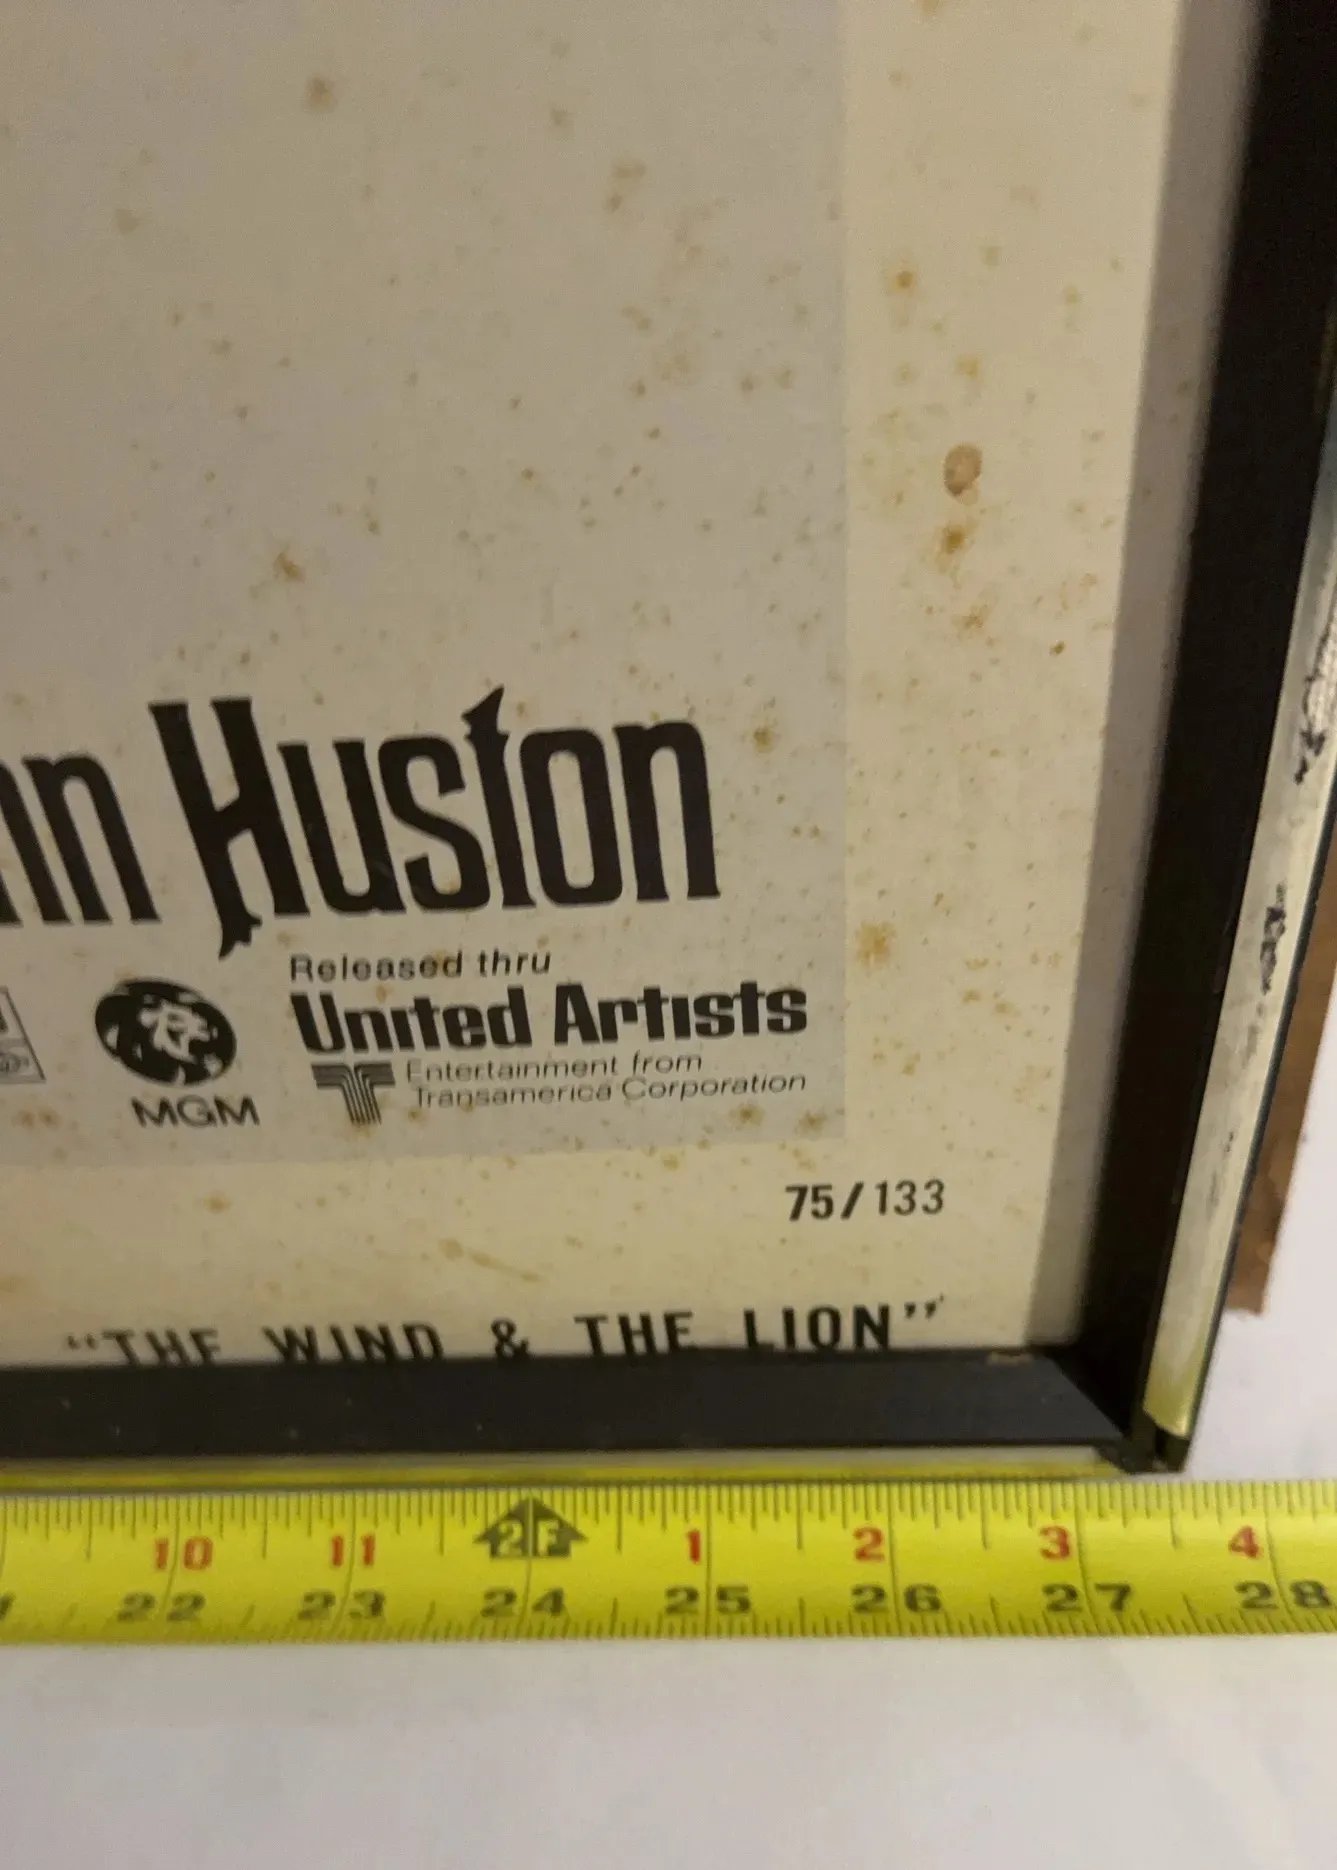 nn Huston
Released thru
United Artists
MGM
Entertainment from
Transamerica Corporation
75/133
"THE WIND & THE LION"
10 11 2F 1 2 3 4
22 23 24 25 26 27 28